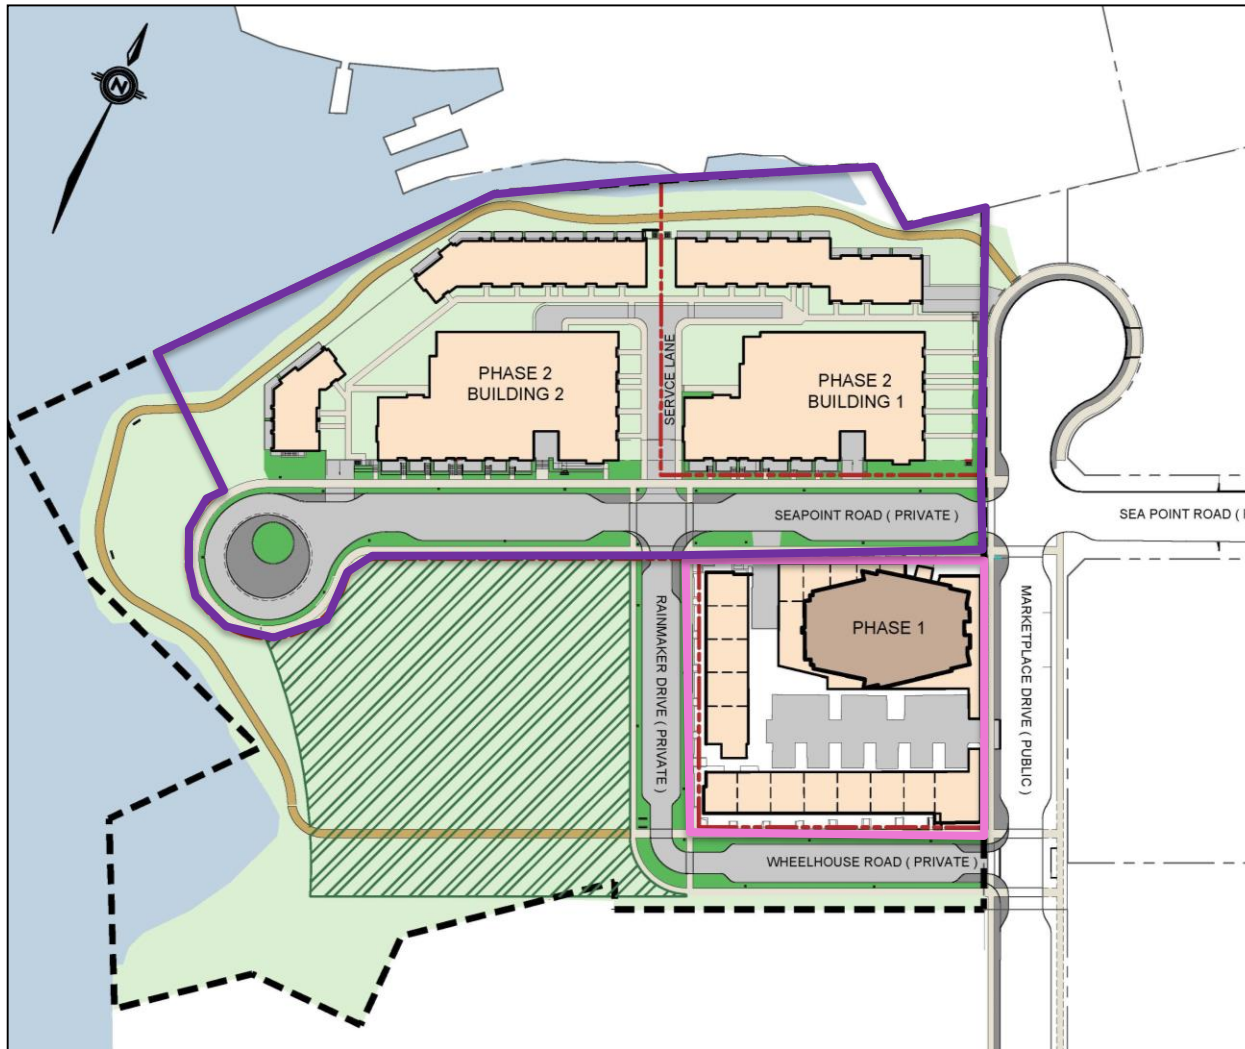 N
PHASE 2
BUILDING 2
SERVCE LANE
PHASE 2
BUILDING 1
SEAPOINT ROAD ( PRIVATE )
SEA POINT ROAD (
RAINMAKER DRIVE ( PRIVATE )
PHASE 1
MARKETPLACE DRIVE ( PUBLIC )
WHEELHOUSE ROAD ( PRIVATE )